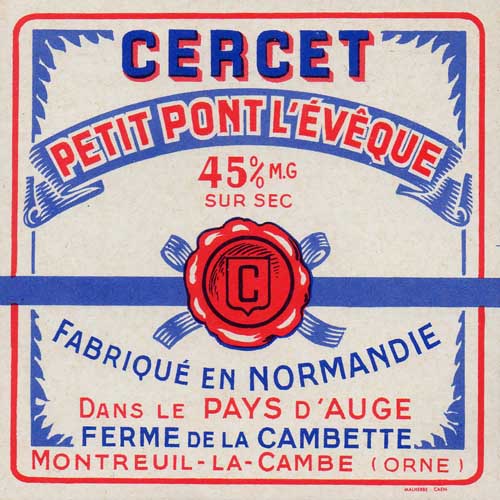 CERCET
PETIT PONT L'ÉVÊQUE
45% M.G
SUR SEC
C
FABRIQUÉ EN NORMANDIE
DANS LE PAYS D'AUGE
FERME DE LA CAMBETTE
MONTREUIL-LA-CAMBE (ORNE)
MALHERBE - CAEN